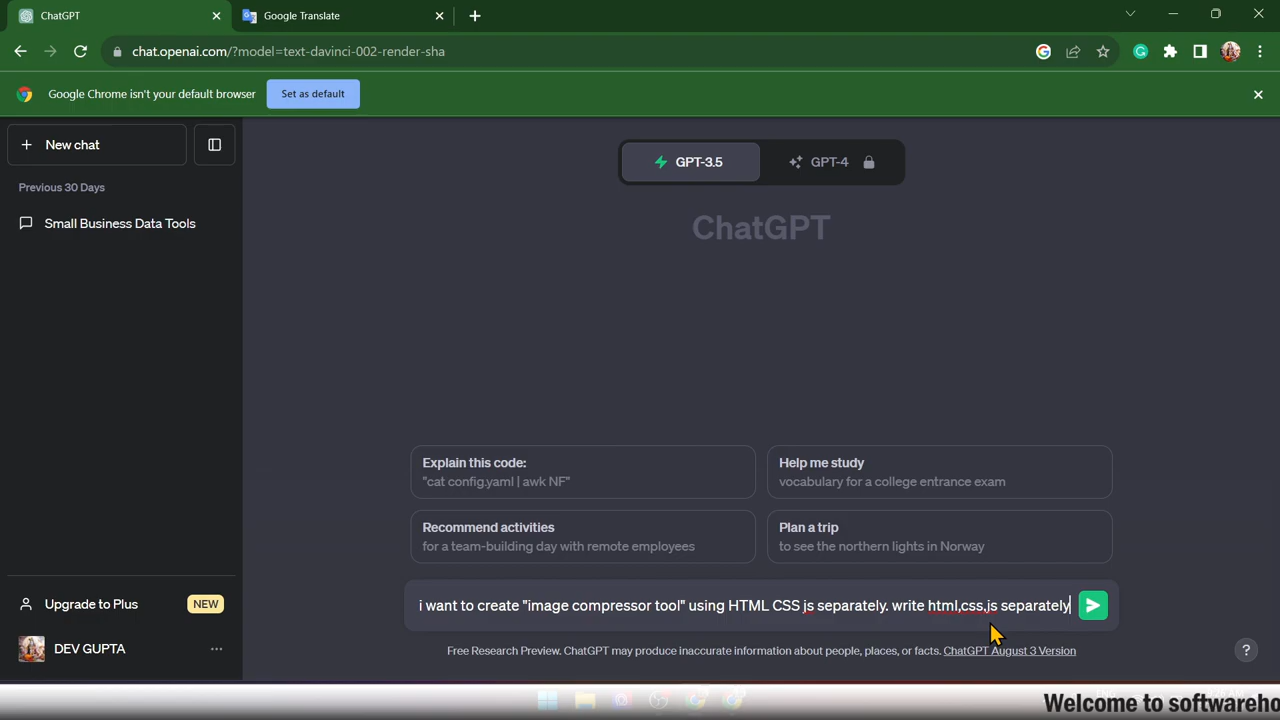 ChatGPT
Google Translate
chat.openai.com/?model=text-davinci-002-render-sha
Google Chrome isn't your default browser
Set as default
New chat
Previous 30 Days
Small Business Data Tools
GPT-3.5
GPT-4
ChatGPT
Explain this code:
"cat config.yaml | awk NF"
Help me study
vocabulary for a college entrance exam
Recommend activities
for a team-building day with remote employees
Plan a trip
to see the northern lights in Norway
i want to create "image compressor tool" using HTML CSS js separately. write html,css,js separately
Free Research Preview. ChatGPT may produce inaccurate information about people, places, or facts. ChatGPT August 3 Version
?
Upgrade to Plus
NEW
DEV GUPTA
Welcome to softwareho